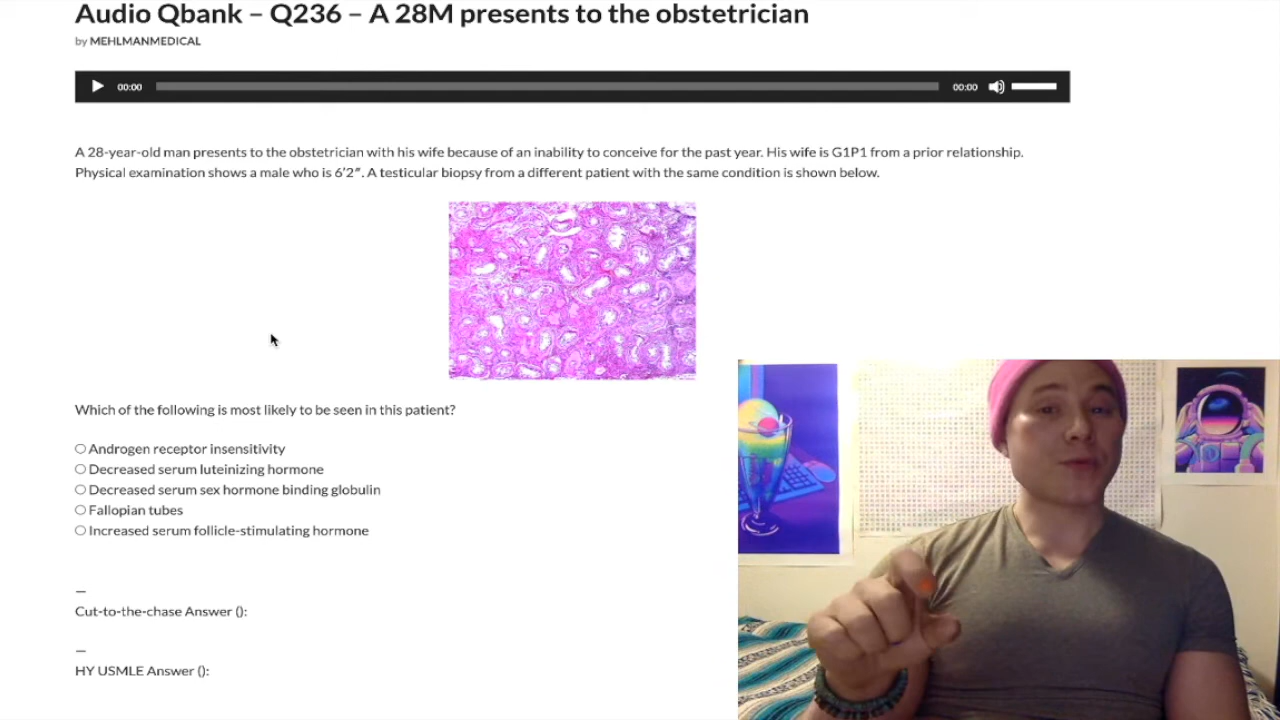 Audio Qbank – Q236 – A 28M presents to the obstetrician
by MEHLMANMEDICAL
00:00
00:00
A 28-year-old man presents to the obstetrician with his wife because of an inability to conceive for the past year. His wife is G1P1 from a prior relationship.
Physical examination shows a male who is 6’2”. A testicular biopsy from a different patient with the same condition is shown below.
Which of the following is most likely to be seen in this patient?
Androgen receptor insensitivity
Decreased serum luteinizing hormone
Decreased serum sex hormone binding globulin
Fallopian tubes
Increased serum follicle-stimulating hormone
—
Cut-to-the-chase Answer ():
—
HY USMLE Answer ():